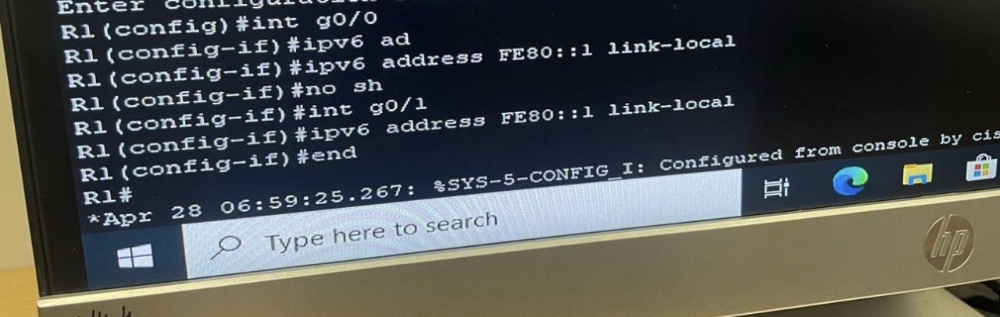 Enter configuration
R1(config)#int g0/0
R1(config-if)#ipv6 ad
R1(config-if)#ipv6 address FE80::1 link-local
R1(config-if)#no sh
R1(config-if)#int g0/1
R1(config-if)#ipv6 address FE80::1 link-local
R1(config-if)#end
R1#
*Apr 28 06:59:25.267: %SYS-5-CONFIG_I: Configured from console by cis
Type here to search
hp